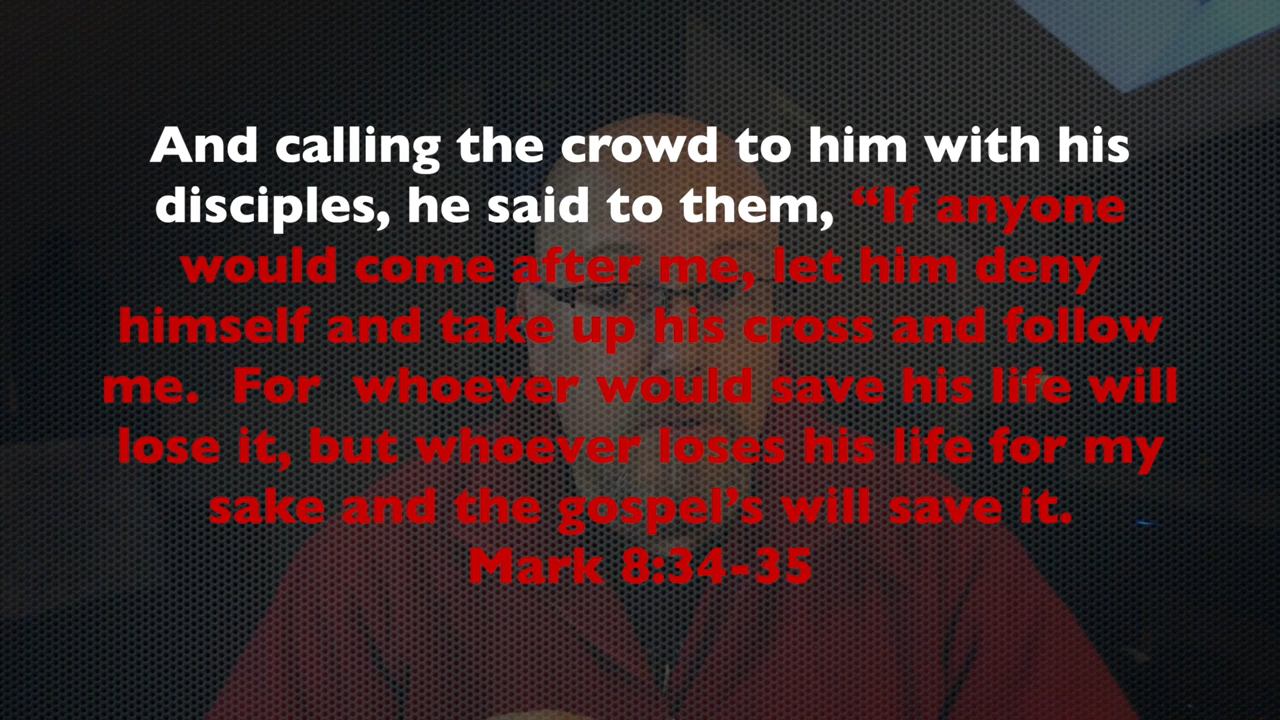 And calling the crowd to him with his
disciples, he said to them, “If anyone
would come after me, let him deny
himself and take up his cross and follow
me.  For  whoever would save his life will
lose it, but whoever loses his life for my
sake and the gospel’s will save it.
Mark 8:34-35